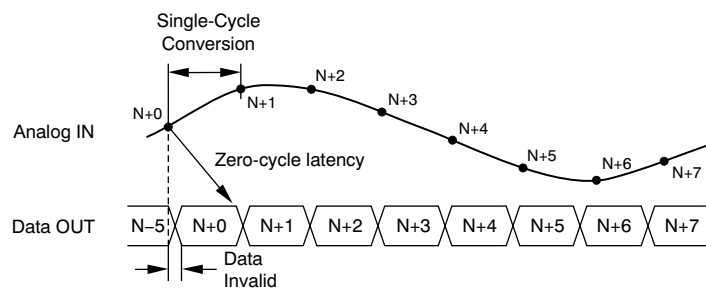 Single-Cycle
Conversion
N+0
N+1
N+2
N+3
N+4
N+5
N+6
N+7
Analog IN
Zero-cycle latency
Data OUT
N–5
N+0
N+1
N+2
N+3
N+4
N+5
N+6
N+7
Data
Invalid